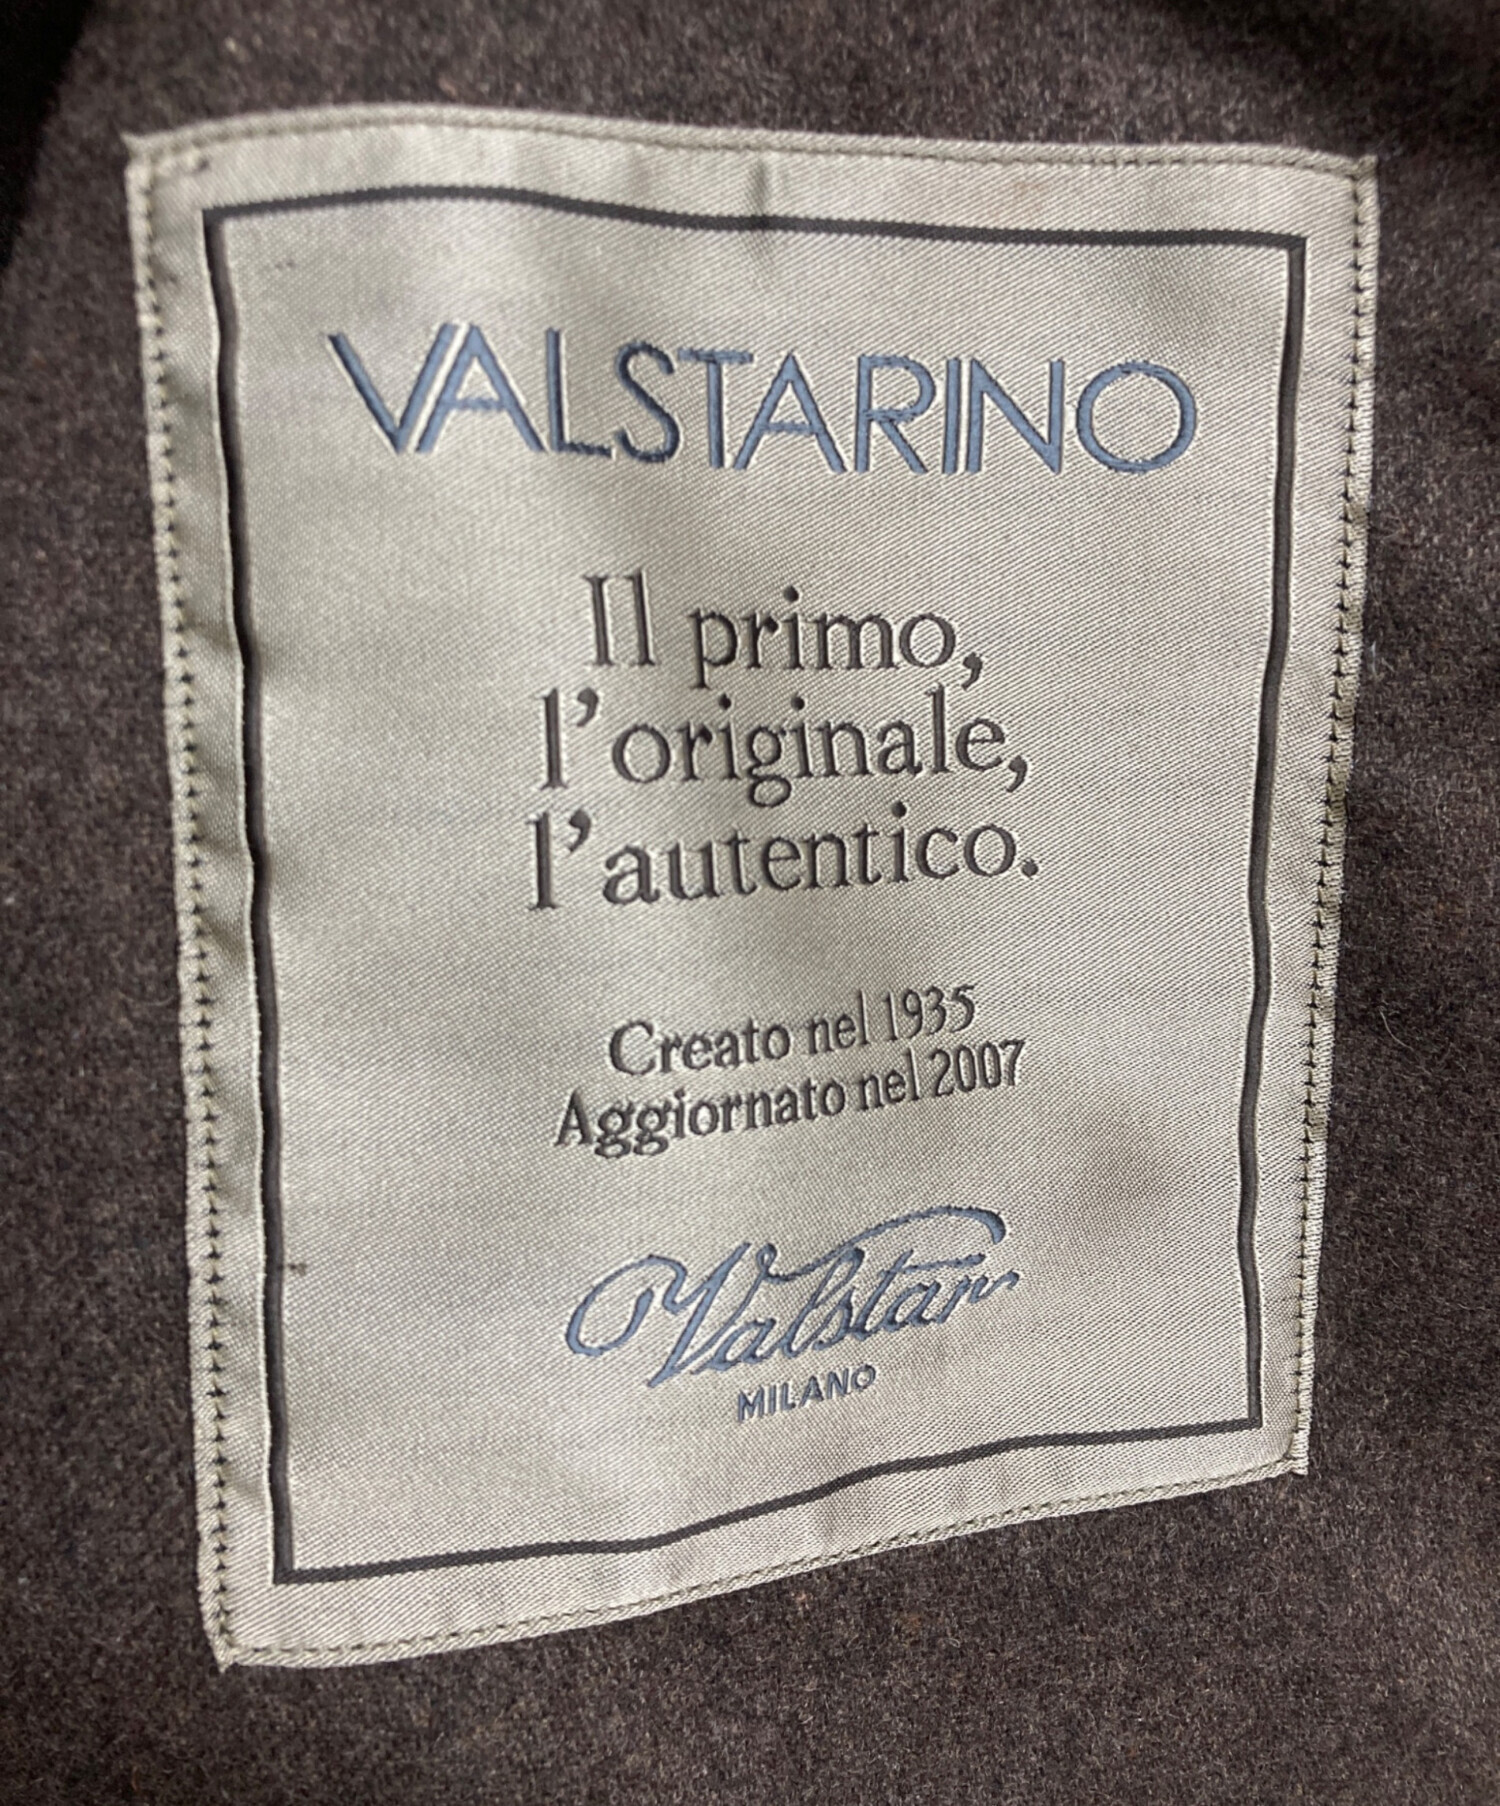 VALSTARINO
Il primo,
l'originale,
l'autentico.
Creato nel 1935
Aggiornato nel 2007
Valstar
MILANO